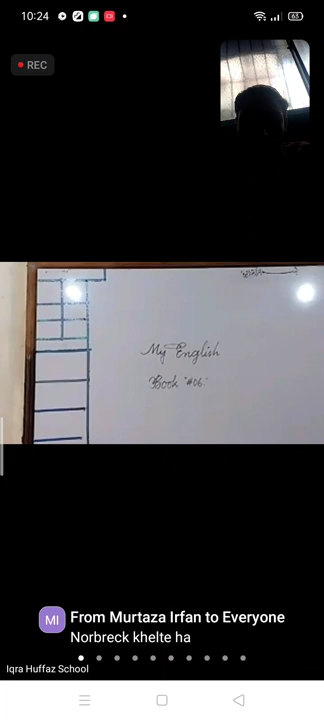 10:24
63
REC
My English
Book "#06."
MI
From Murtaza Irfan to Everyone
Norbreck khelte ha
Iqra Huffaz School